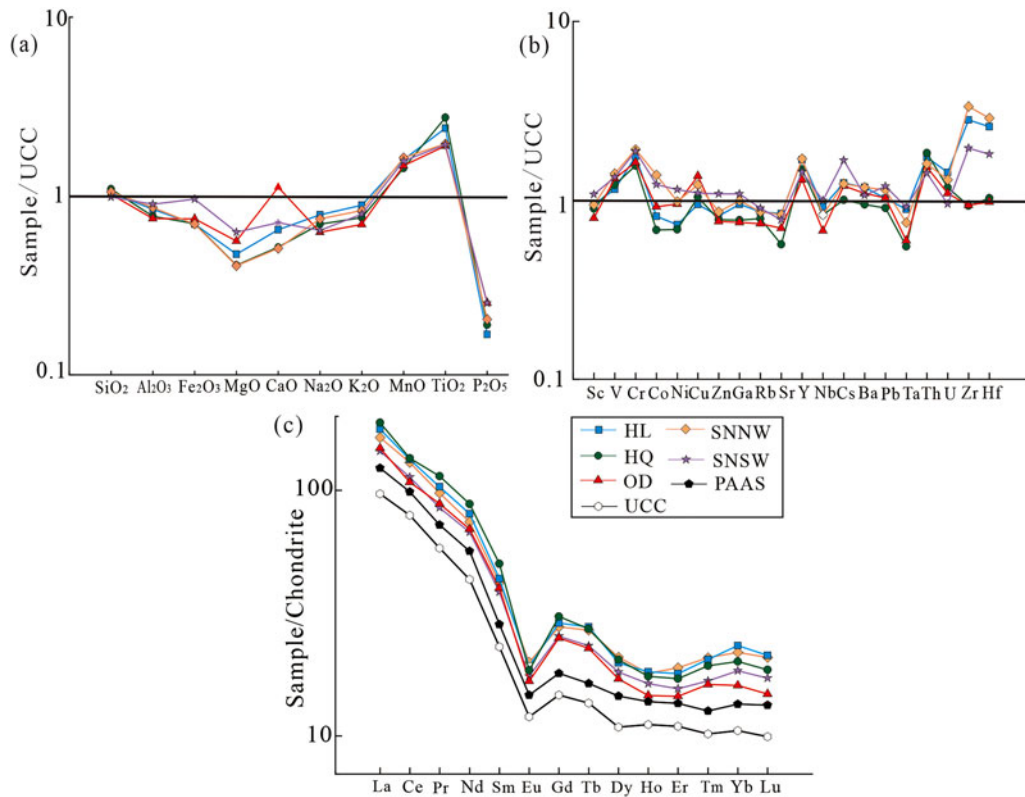 (a)
10
1
0.1
Sample/UCC
SiO₂ Al₂O₃ Fe₂O₃ MgO CaO Na₂O K₂O MnO TiO₂ P₂O₅
(b)
10
1
0.1
Sample/UCC
Sc V Cr Co Ni Cu Zn Ga Rb Sr Y Nb Cs Ba Pb Ta Th U Zr Hf
(c)
100
10
Sample/Chondrite
La Ce Pr Nd Sm Eu Gd Tb Dy Ho Er Tm Yb Lu
HL SNNW
HQ SNSW
OD PAAS
UCC